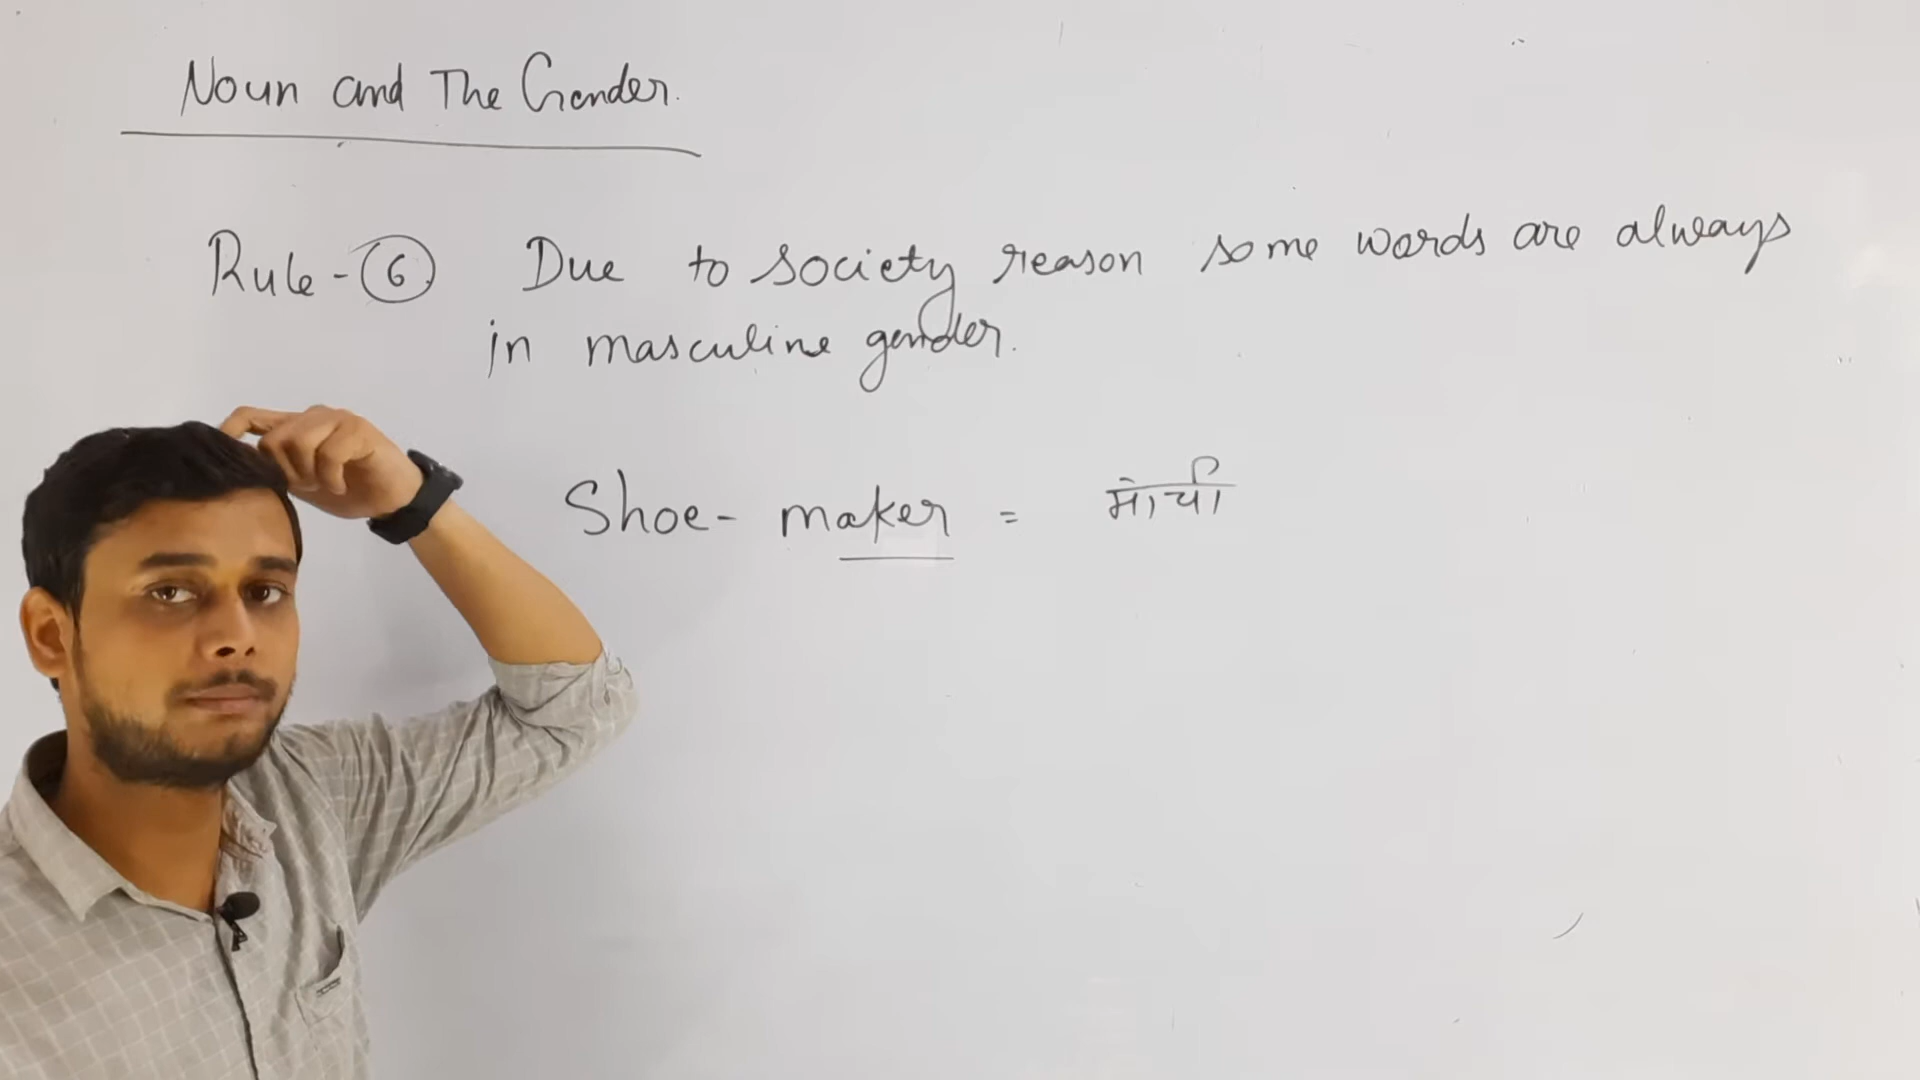 Noun and The Gender.
Rule-⑥ Due to society reason some words are always
in masculine gender.
Shoe-maker = मोची